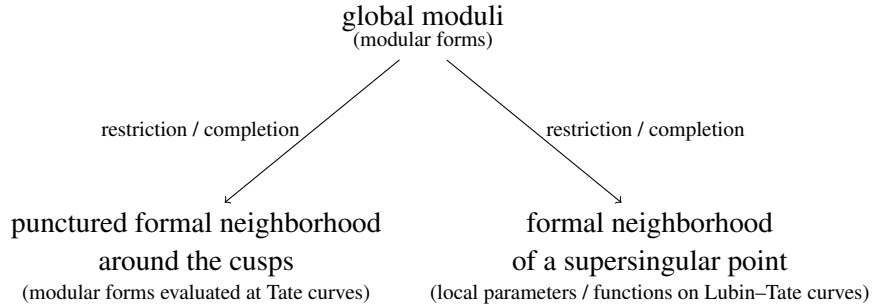 global moduli
(modular forms)
restriction / completion
restriction / completion
punctured formal neighborhood
around the cusps
(modular forms evaluated at Tate curves)
formal neighborhood
of a supersingular point
(local parameters / functions on Lubin–Tate curves)